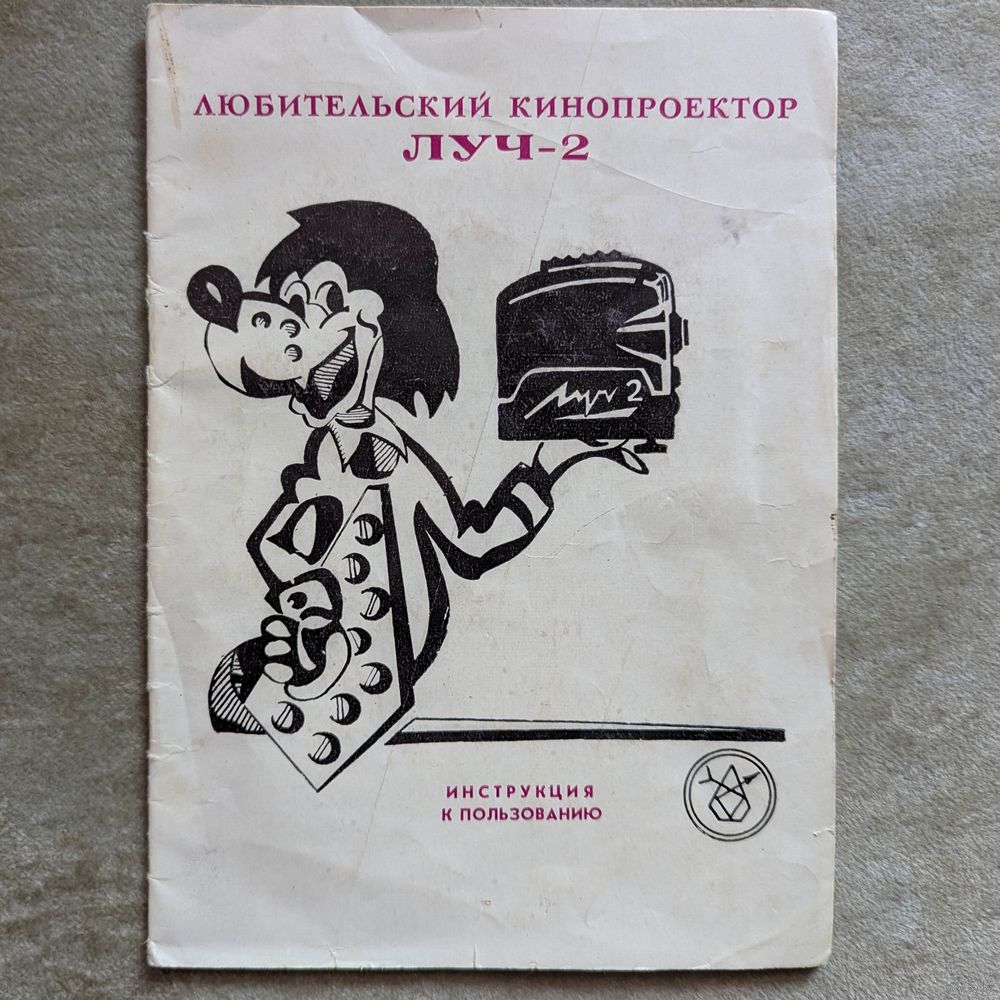 ЛЮБИТЕЛЬСКИЙ КИНОПРОЕКТОР
ЛУЧ-2
Луч 2
ИНСТРУКЦИЯ
К ПОЛЬЗОВАНИЮ